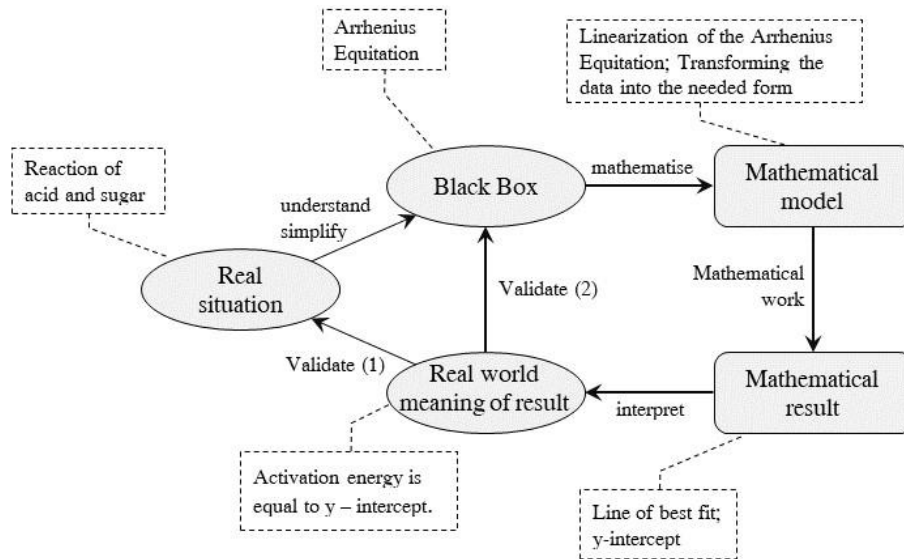 Arrhenius
Equitation
Linearization of the Arrhenius
Equitation; Transforming the
data into the needed form
Reaction of
acid and sugar
Black Box
mathematise
Mathematical
model
understand
simplify
Real
situation
Validate (2)
Mathematical
work
Validate (1)
Real world
meaning of result
interpret
Mathematical
result
Activation energy is
equal to y – intercept.
Line of best fit;
y-intercept